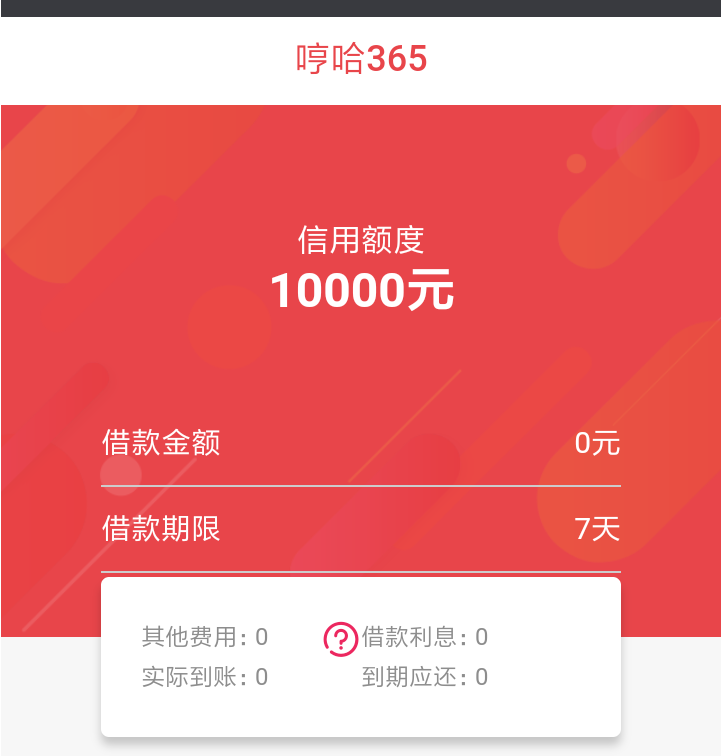 哼哈365
信用额度
10000元
借款金额 0元
借款期限 7天
其他费用: 0 借款利息: 0
实际到账: 0 到期应还: 0